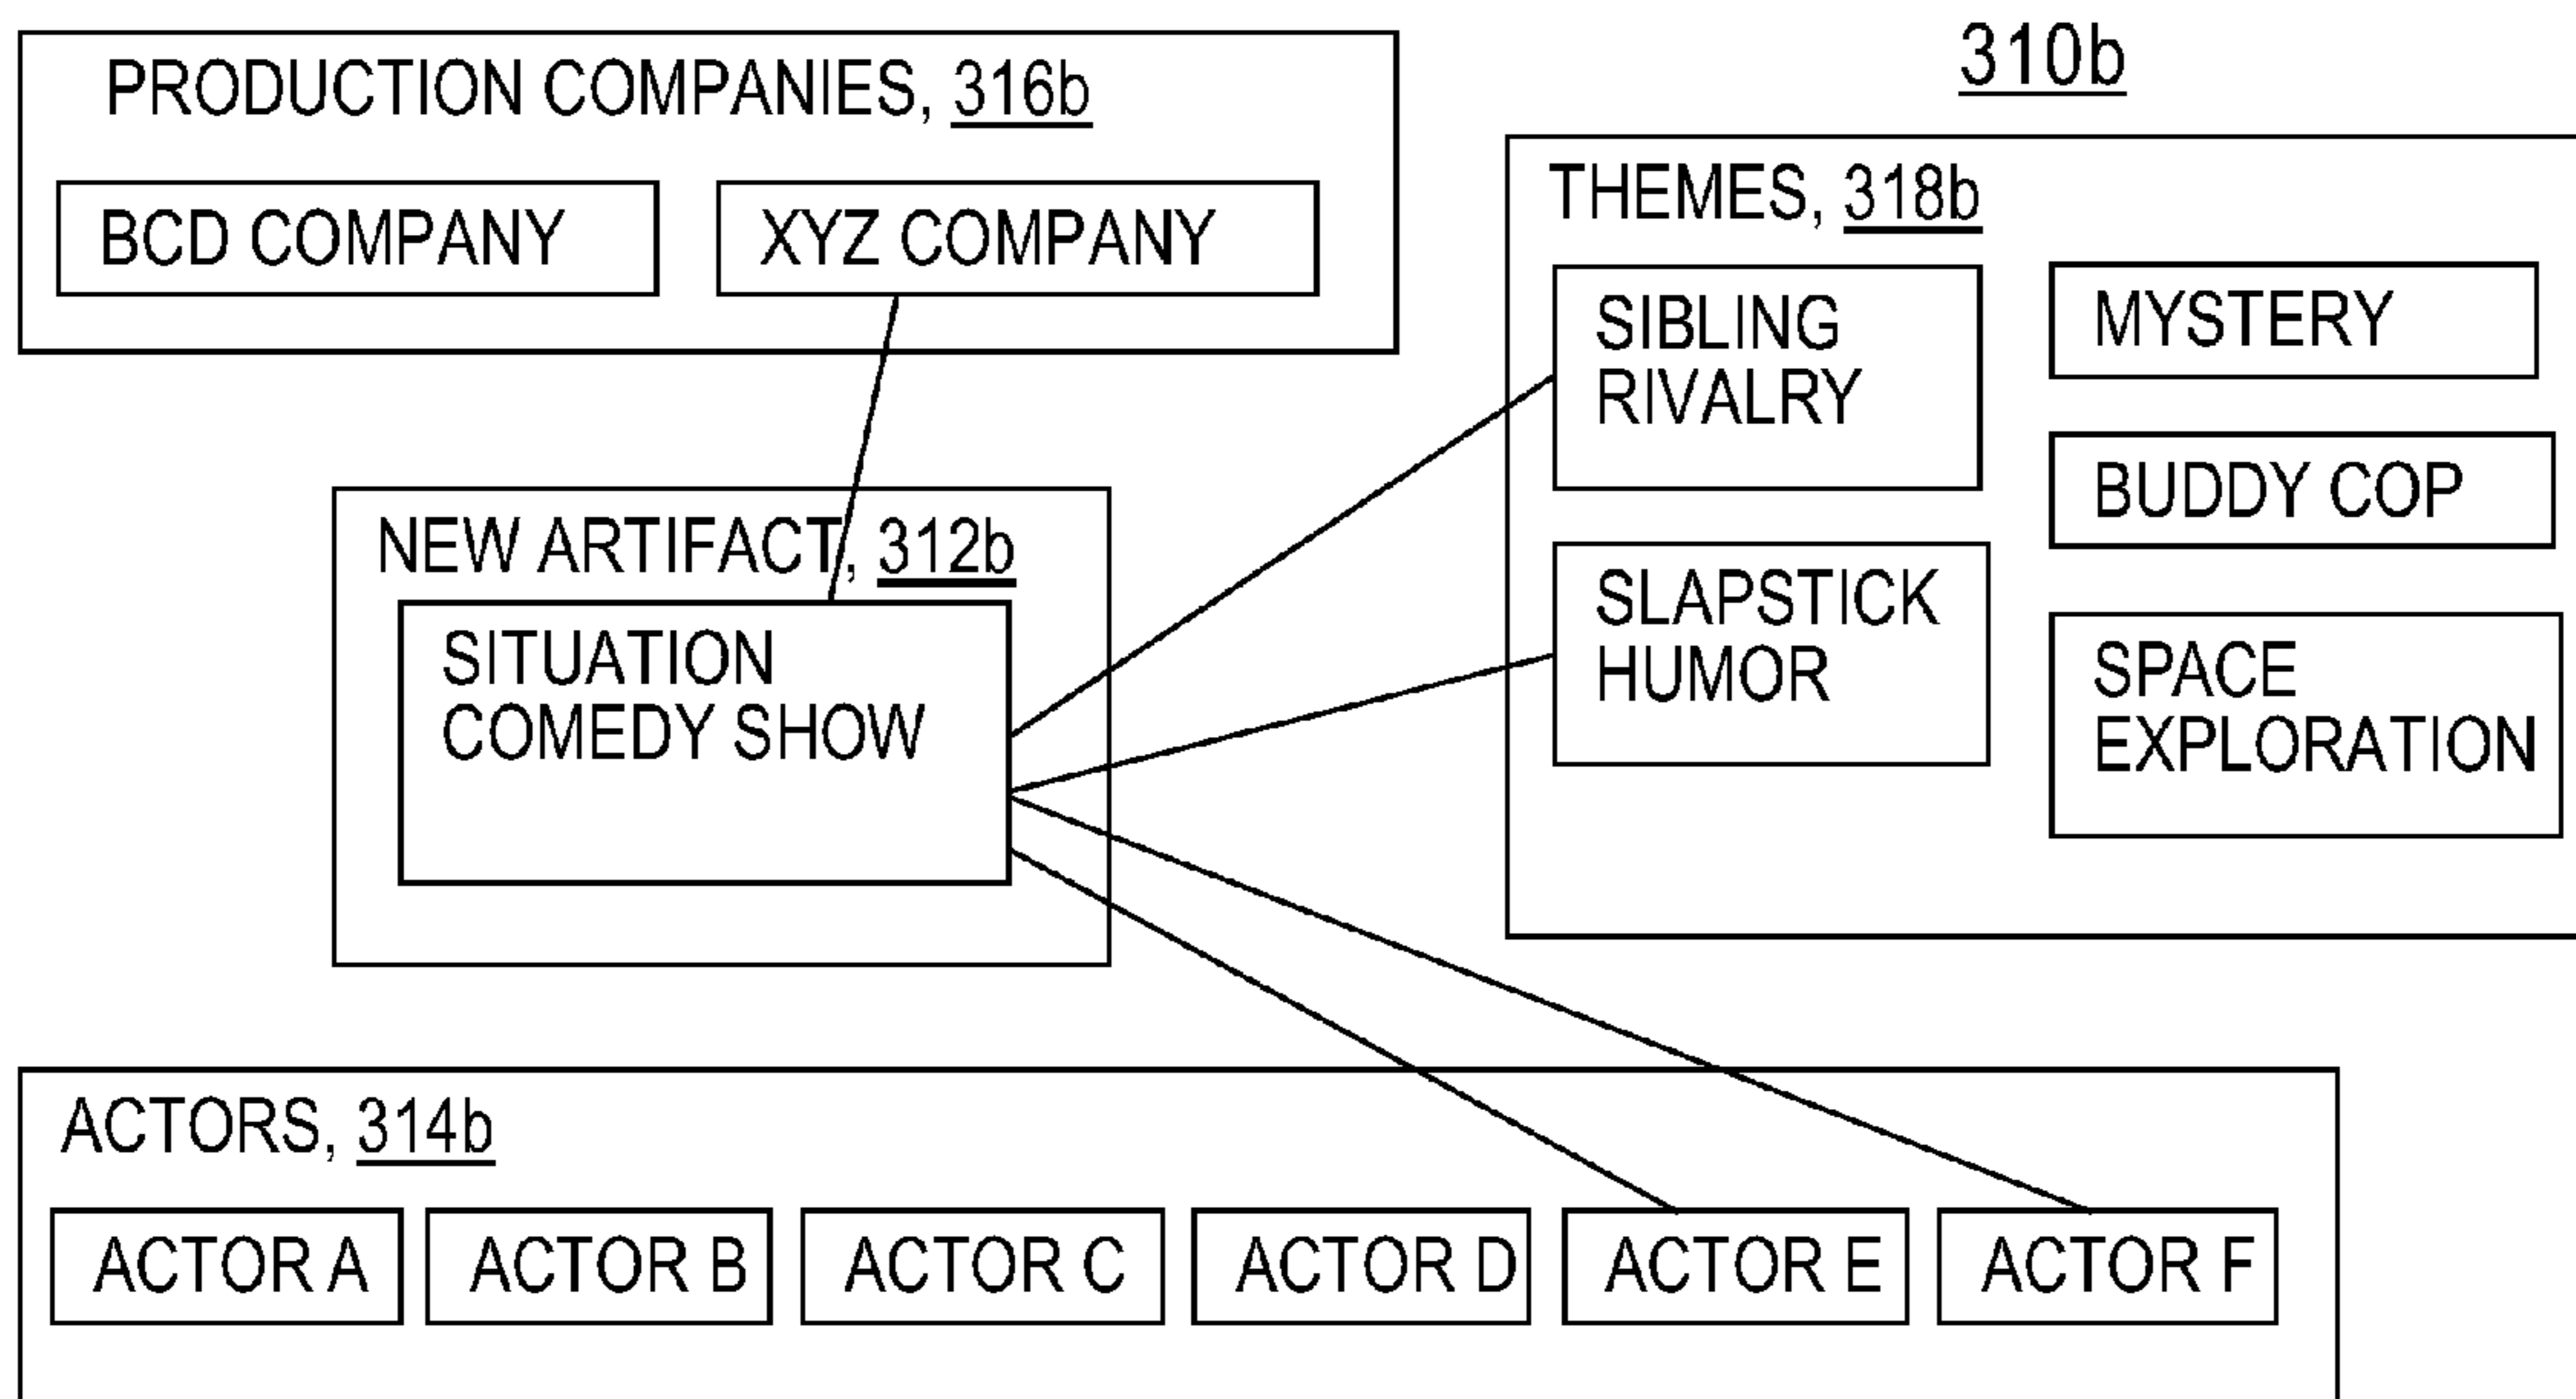 310b
PRODUCTION COMPANIES, 316b
BCD COMPANY
XYZ COMPANY
THEMES, 318b
SIBLING
RIVALRY
MYSTERY
BUDDY COP
SLAPSTICK
HUMOR
SPACE
EXPLORATION
NEW ARTIFACT, 312b
SITUATION
COMEDY SHOW
ACTORS, 314b
ACTOR A
ACTOR B
ACTOR C
ACTOR D
ACTOR E
ACTOR F